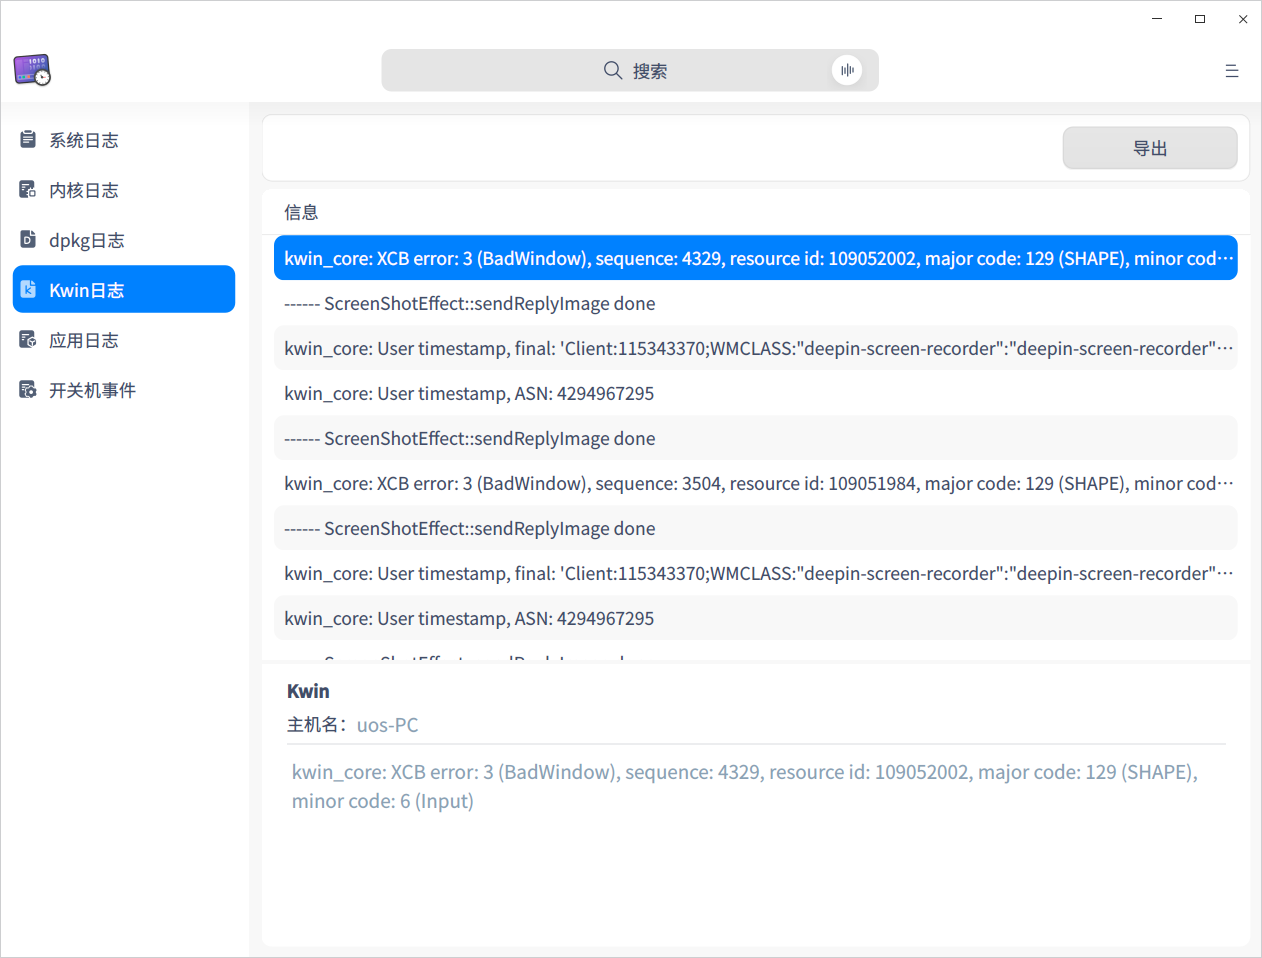 搜索
系统日志
内核日志
dpkg日志
Kwin日志
应用日志
开关机事件
导出
信息
kwin_core: XCB error: 3 (BadWindow), sequence: 4329, resource id: 109052002, major code: 129 (SHAPE), minor cod···
------ ScreenShotEffect::sendReplyImage done
kwin_core: User timestamp, final: 'Client:115343370;WMCLASS:"deepin-screen-recorder":"deepin-screen-recorder"···
kwin_core: User timestamp, ASN: 4294967295
------ ScreenShotEffect::sendReplyImage done
kwin_core: XCB error: 3 (BadWindow), sequence: 3504, resource id: 109051984, major code: 129 (SHAPE), minor cod···
------ ScreenShotEffect::sendReplyImage done
kwin_core: User timestamp, final: 'Client:115343370;WMCLASS:"deepin-screen-recorder":"deepin-screen-recorder"···
kwin_core: User timestamp, ASN: 4294967295
Kwin
主机名：uos-PC
kwin_core: XCB error: 3 (BadWindow), sequence: 4329, resource id: 109052002, major code: 129 (SHAPE),
minor code: 6 (Input)